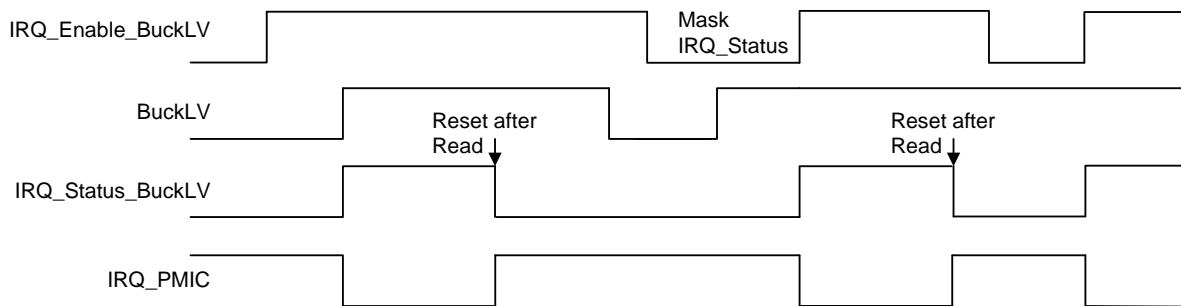 IRQ_Enable_BuckLV
Mask
IRQ_Status
BuckLV
Reset after
Read
Reset after
Read
IRQ_Status_BuckLV
IRQ_PMIC